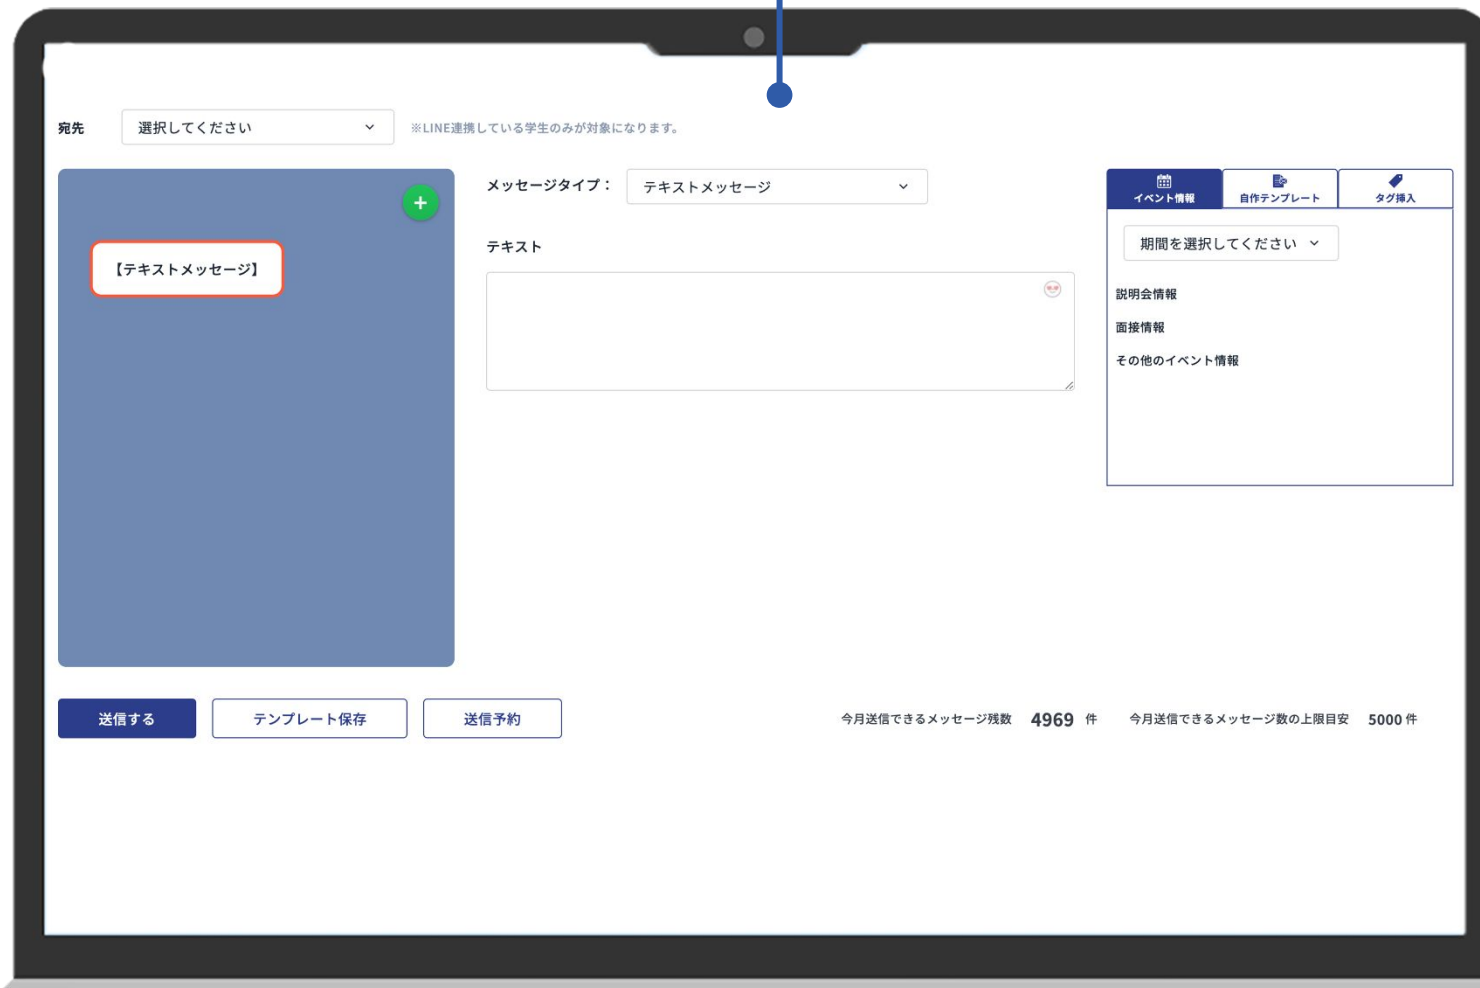 宛先 選択してください ※LINE連携している学生のみが対象になります。
【テキストメッセージ】
メッセージタイプ： テキストメッセージ
テキスト
イベント情報 自作テンプレート タグ挿入
期間を選択してください
説明会情報
面接情報
その他のイベント情報
送信する テンプレート保存 送信予約 今月送信できるメッセージ残数 4969 件 今月送信できるメッセージ数の上限目安 5000 件